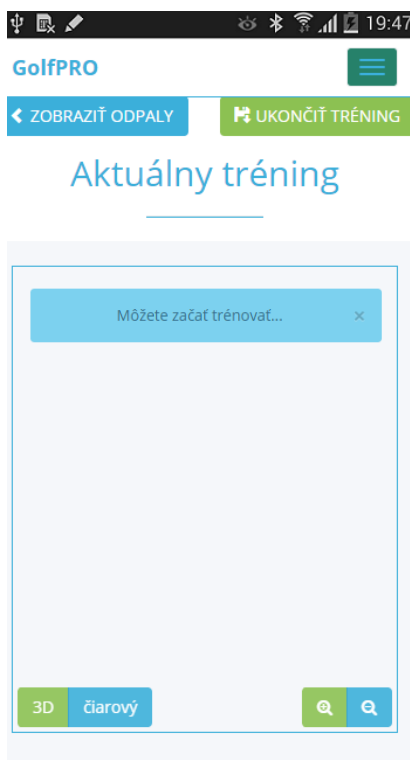 19:47
GolfPRO
ZOBRAZIŤ ODPALY
UKONČIŤ TRÉNING
Aktuálny tréning
Môžete začať trénovať...
×
3D čiarový